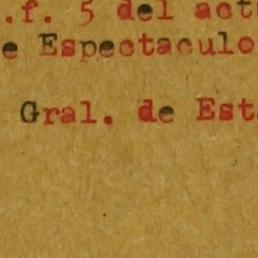 .f. 5 del act
e Espectaculo
Gral. de Est